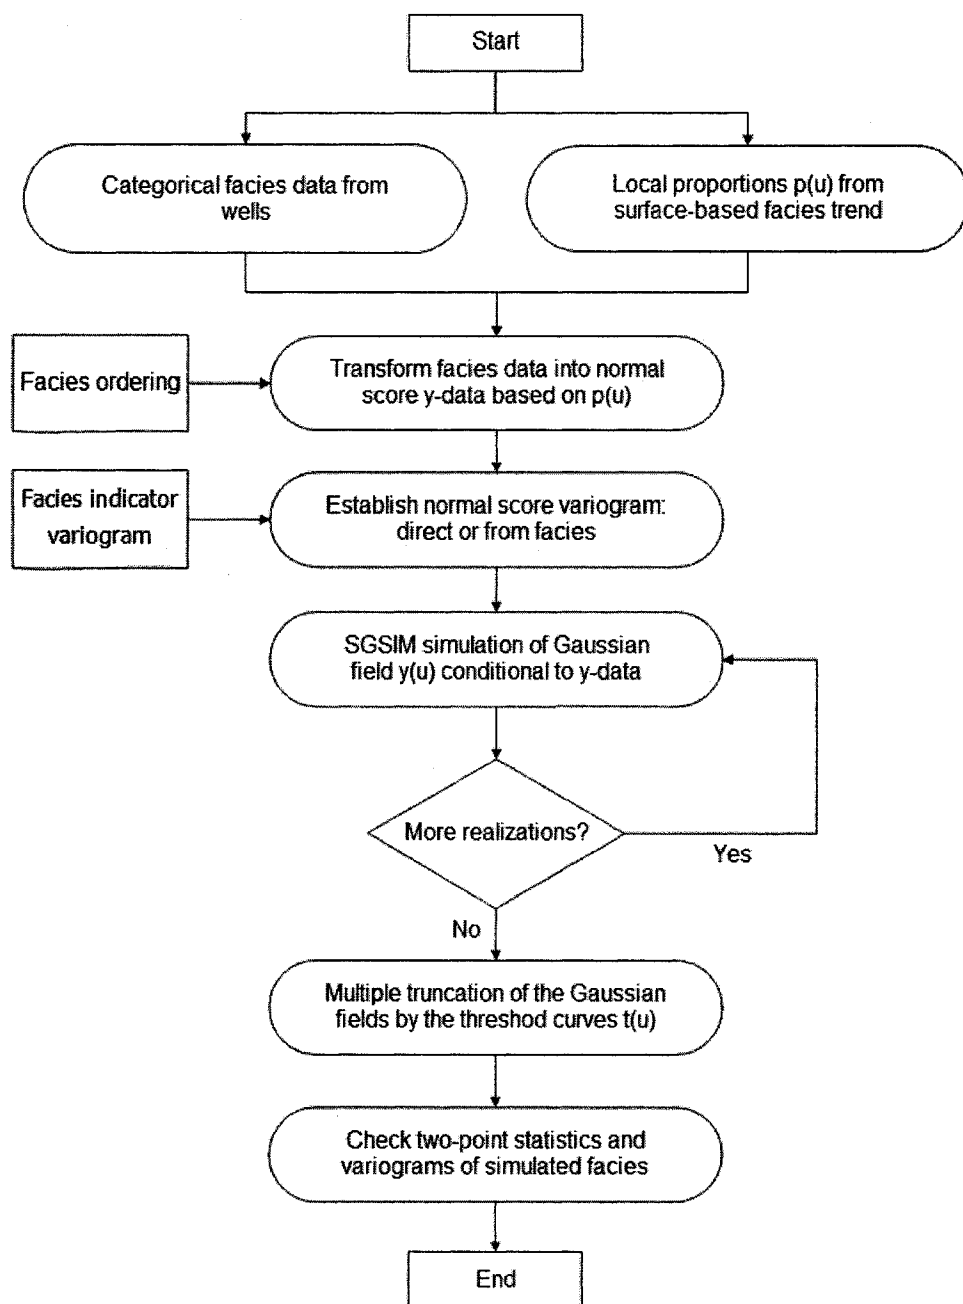 Start
Categorical facies data from
wells
Local proportions p(u) from
surface-based facies trend
Facies ordering
Transform facies data into normal
score y-data based on p(u)
Facies indicator
variogram
Establish normal score variogram:
direct or from facies
SGSIM simulation of Gaussian
field y(u) conditional to y-data
More realizations?
Yes
No
Multiple truncation of the Gaussian
fields by the threshod curves t(u)
Check two-point statistics and
variograms of simulated facies
End